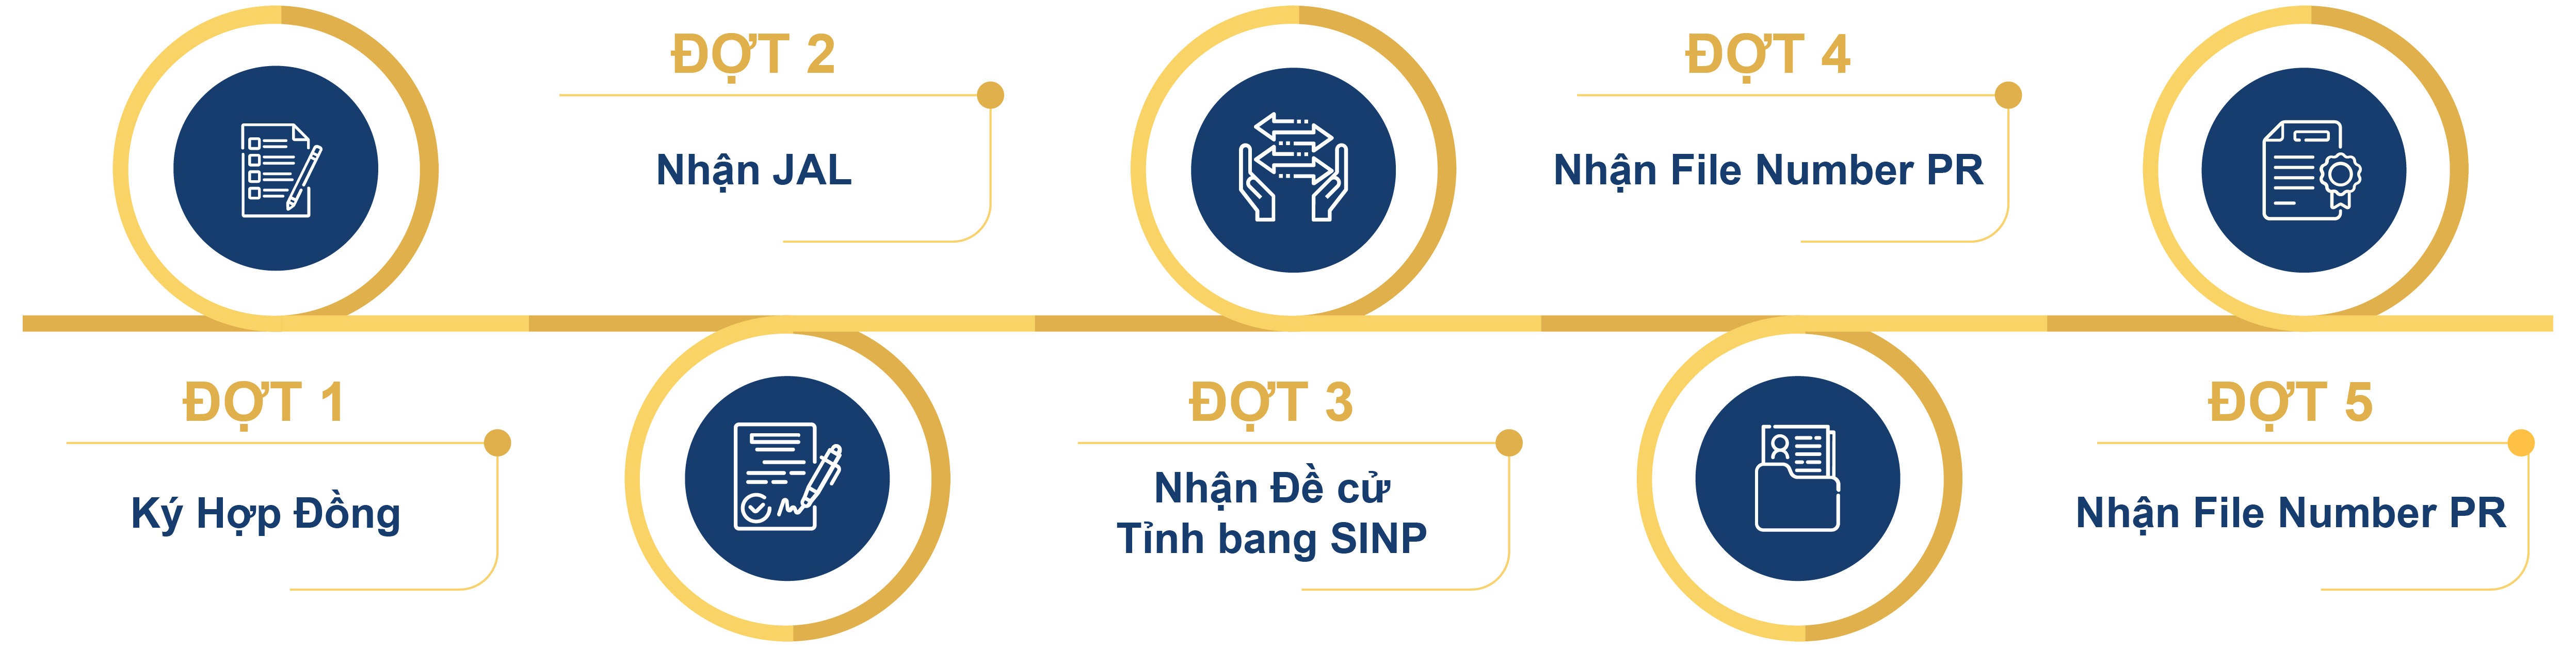 ĐỢT 1
Ký Hợp Đồng
ĐỢT 2
Nhận JAL
ĐỢT 3
Nhận Đề cử
Tỉnh bang SINP
ĐỢT 4
Nhận File Number PR
ĐỢT 5
Nhận File Number PR